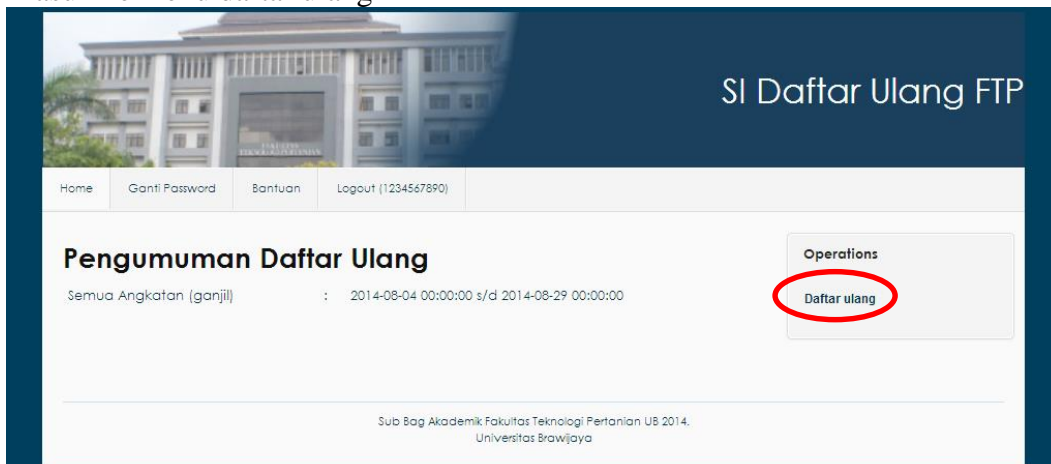 SI Daftar Ulang FTP
Home Ganti Password Bantuan Logout (1234567890)
Pengumuman Daftar Ulang
Semua Angkatan (ganjil) : 2014-08-04 00:00:00 s/d 2014-08-29 00:00:00
Operations
Daftar ulang
Sub Bag Akademik Fakultas Teknologi Pertanian UB 2014.
Universitas Brawijaya